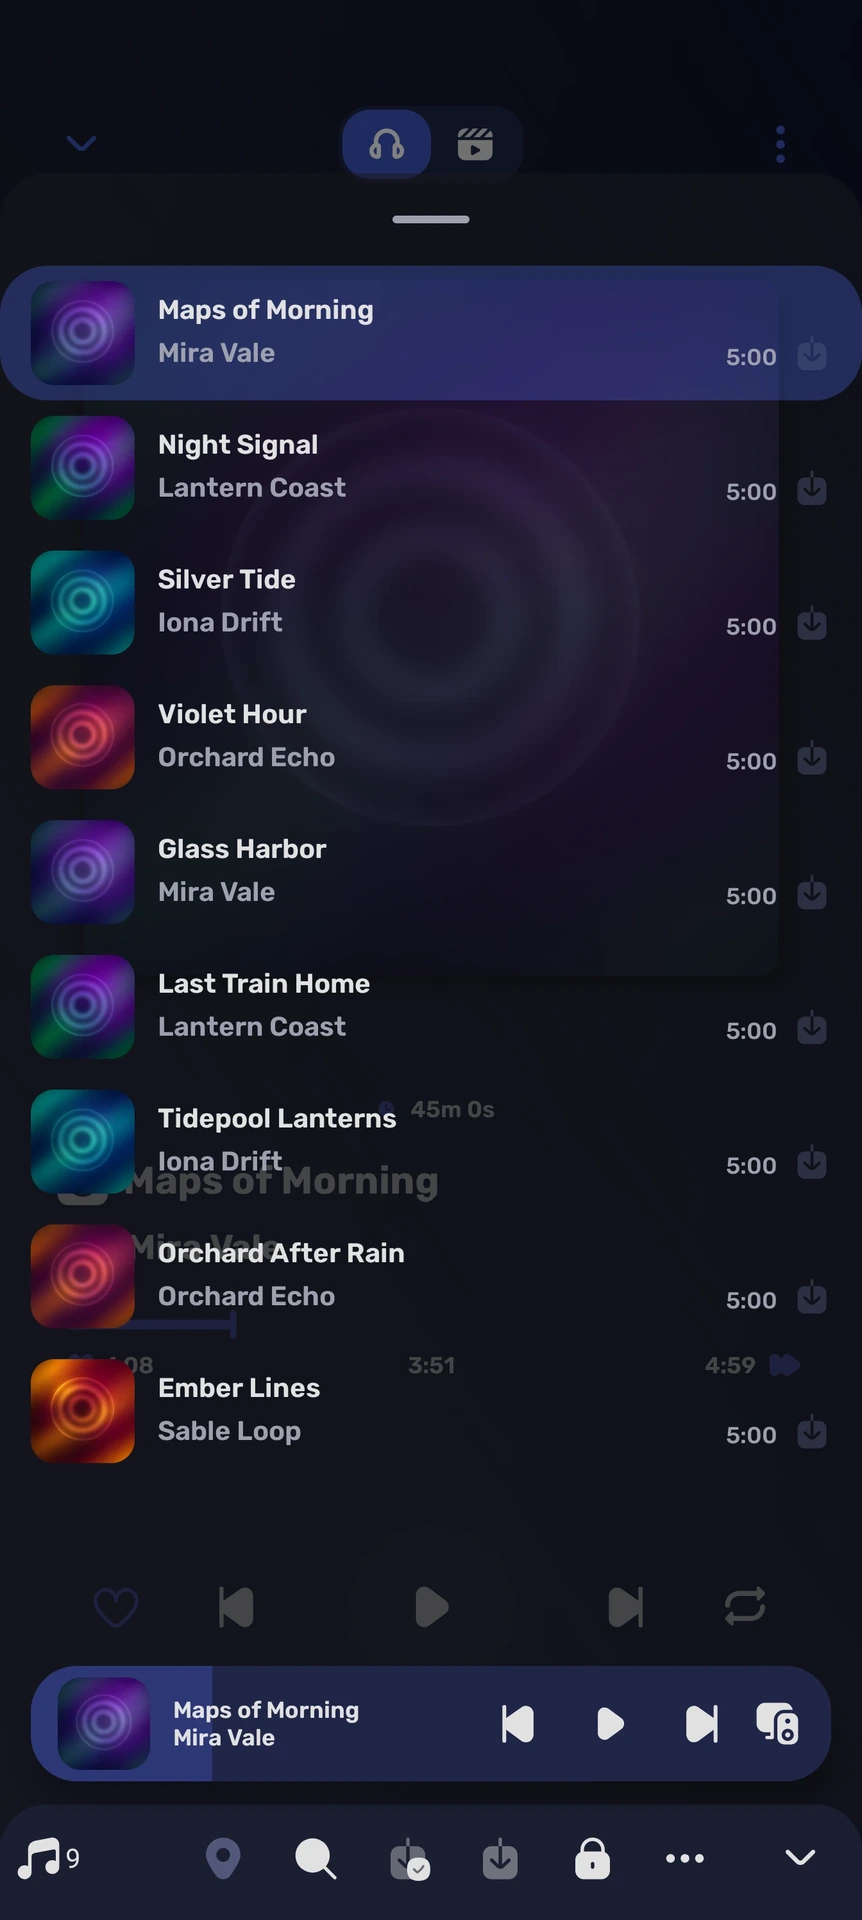 Maps of Morning
Mira Vale
5:00
Night Signal
Lantern Coast
5:00
Silver Tide
Iona Drift
5:00
Violet Hour
Orchard Echo
5:00
Glass Harbor
Mira Vale
5:00
Last Train Home
Lantern Coast
5:00
45m 0s
Tidepool Lanterns
Iona Drift
5:00
Maps of Morning
Mira Vale
Orchard After Rain
Orchard Echo
5:00
3:51
4:59
Ember Lines
Sable Loop
5:00
Maps of Morning
Mira Vale
9